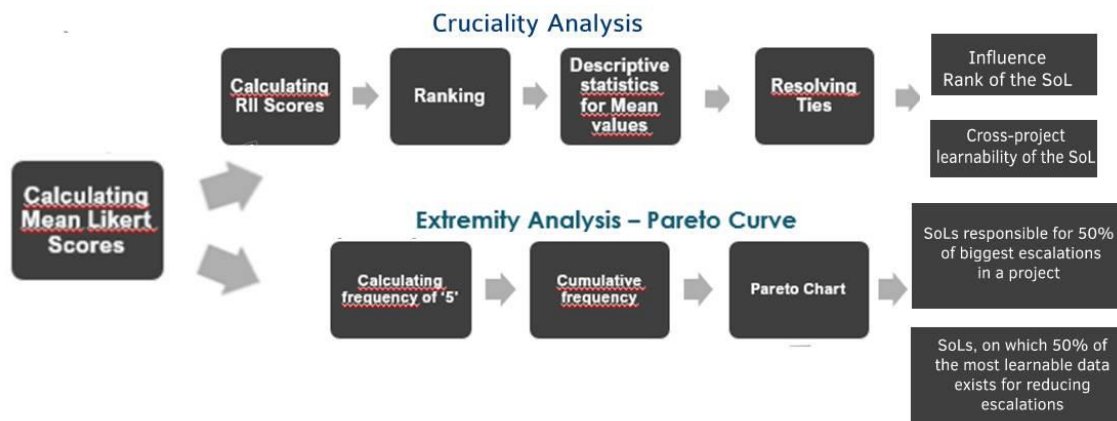 Cruciality Analysis
Calculating
RII Scores
Ranking
Descriptive
statistics
for Mean
values
Resolving
Ties
Influence
Rank of the SoL
Cross-project
learnability of the SoL
Calculating
Mean Likert
Scores
Extremity Analysis – Pareto Curve
Calculating
frequency of '5'
Cumulative
frequency
Pareto Chart
SoLs responsible for 50%
of biggest escalations
in a project
SoLs, on which 50% of
the most learnable data
exists for reducing
escalations